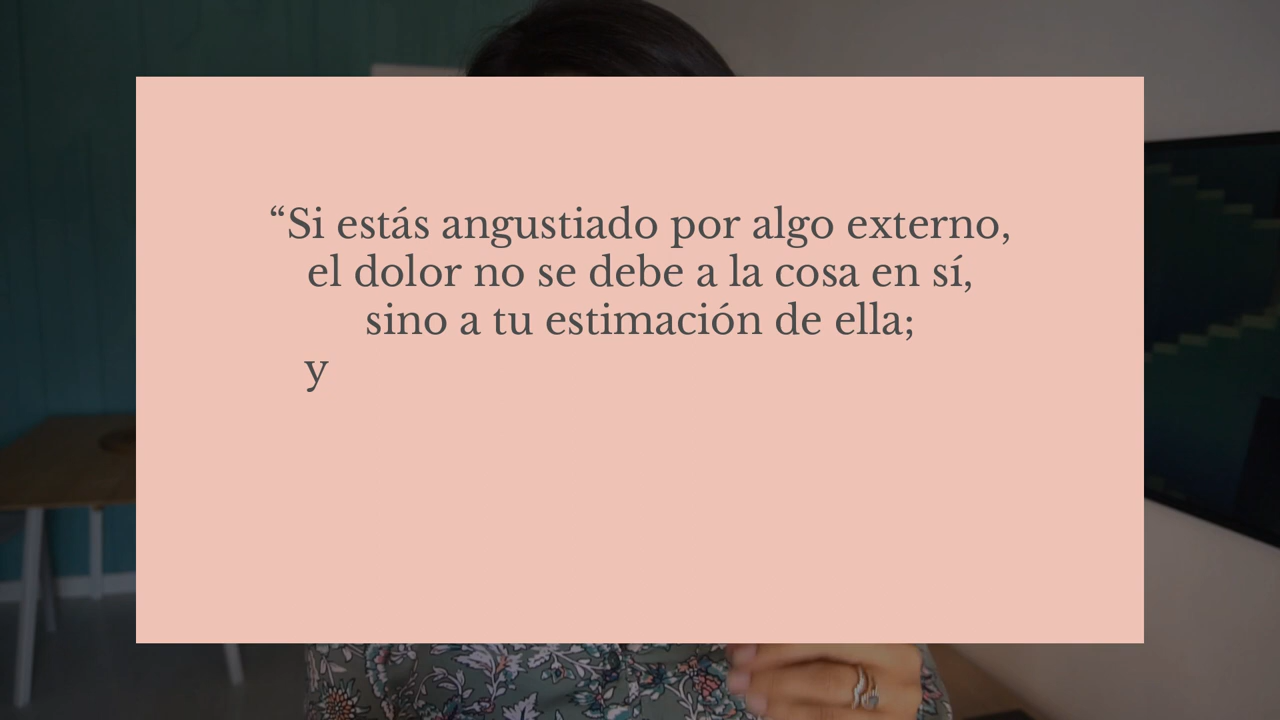 “Si estás angustiado por algo externo,
el dolor no se debe a la cosa en sí,
sino a tu estimación de ella;
y